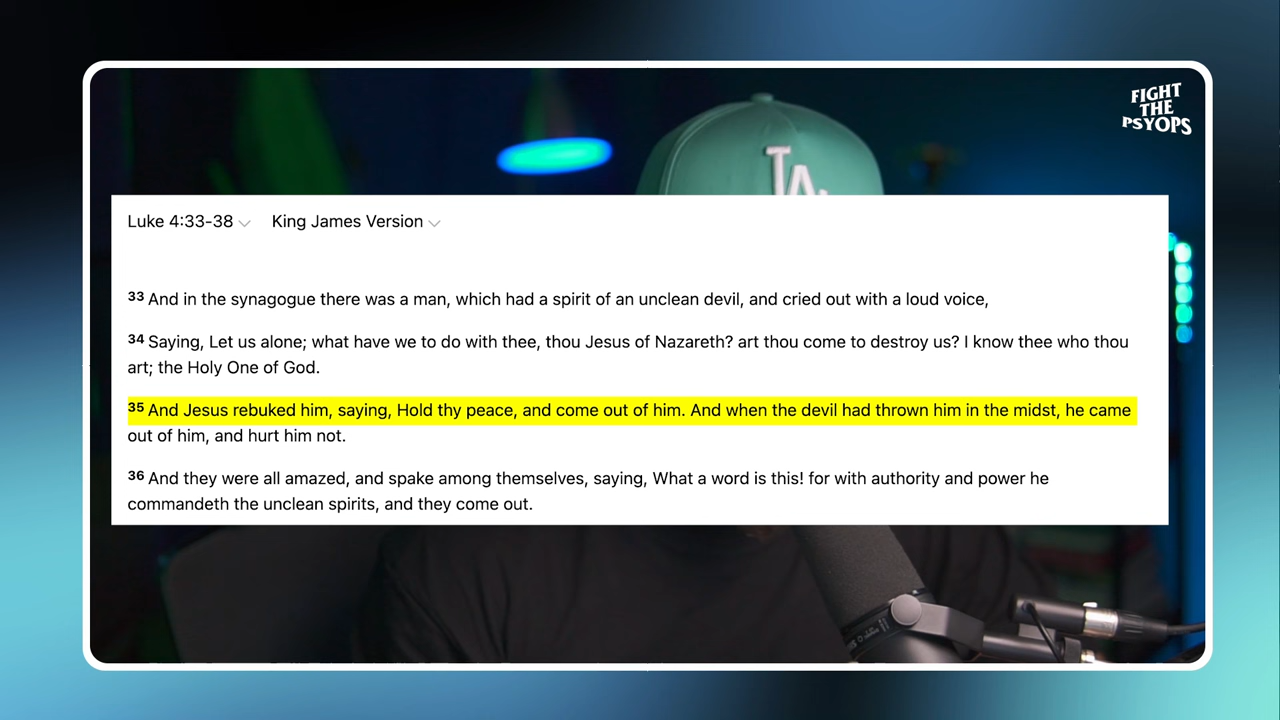 FIGHT
THE
PSYOPS
LA
Luke 4:33-38 King James Version
33 And in the synagogue there was a man, which had a spirit of an unclean devil, and cried out with a loud voice,
34 Saying, Let us alone; what have we to do with thee, thou Jesus of Nazareth? art thou come to destroy us? I know thee who thou
art; the Holy One of God.
35 And Jesus rebuked him, saying, Hold thy peace, and come out of him. And when the devil had thrown him in the midst, he came
out of him, and hurt him not.
36 And they were all amazed, and spake among themselves, saying, What a word is this! for with authority and power he
commandeth the unclean spirits, and they come out.